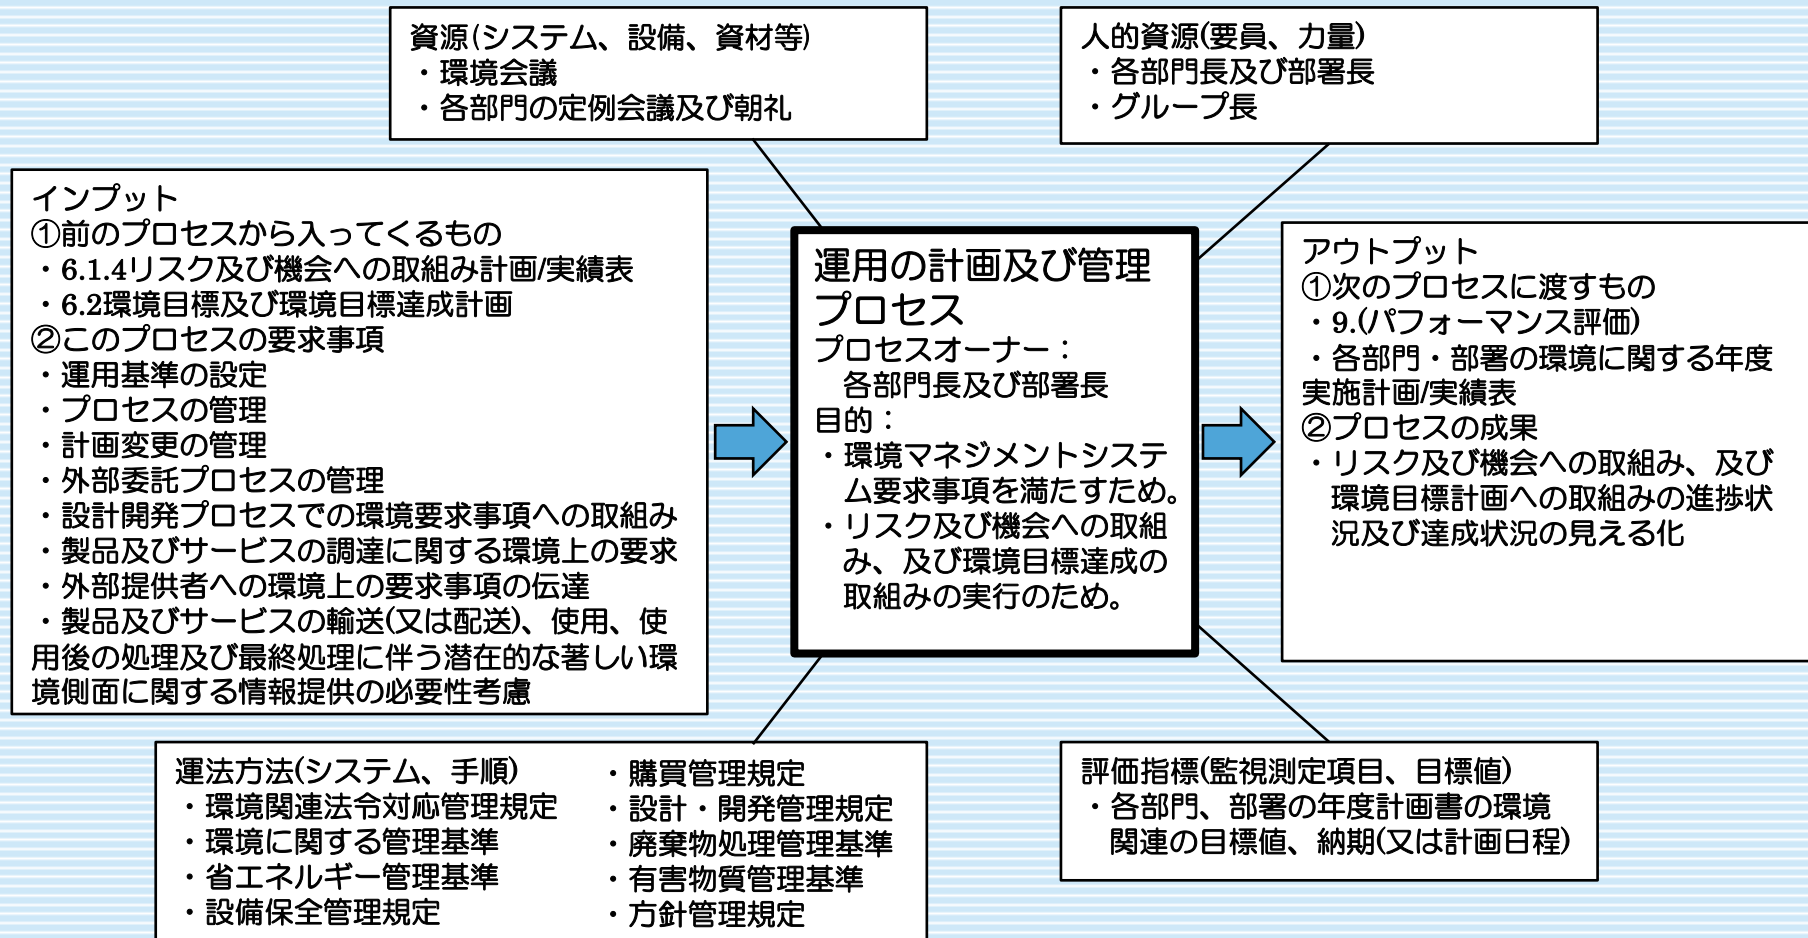 資源(システム、設備、資材等)
・環境会議
・各部門の定例会議及び朝礼
人的資源(要員、力量)
・各部門長及び部署長
・グループ長
インプット
①前のプロセスから入ってくるもの
・6.1.4リスク及び機会への取組み計画/実績表
・6.2環境目標及び環境目標達成計画
②このプロセスの要求事項
・運用基準の設定
・プロセスの管理
・計画変更の管理
・外部委託プロセスの管理
・設計開発プロセスでの環境要求事項への取組み
・製品及びサービスの調達に関する環境上の要求
・外部提供者への環境上の要求事項の伝達
・製品及びサービスの輸送(又は配送)、使用、使
用後の処理及び最終処理に伴う潜在的な著しい環
境側面に関する情報提供の必要性考慮
運用の計画及び管理
プロセス
プロセスオーナー：
各部門長及び部署長
目的：
・環境マネジメントシステ
ム要求事項を満たすため。
・リスク及び機会への取組
み、及び環境目標達成の
取組みの実行のため。
アウトプット
①次のプロセスに渡すもの
・9.(パフォーマンス評価)
・各部門・部署の環境に関する年度
実施計画/実績表
②プロセスの成果
・リスク及び機会への取組み、及び
環境目標計画への取組みの進捗状
況及び達成状況の見える化
運法方法(システム、手順)
・環境関連法令対応管理規定
・環境に関する管理基準
・省エネルギー管理基準
・設備保全管理規定
・購買管理規定
・設計・開発管理規定
・廃棄物処理管理基準
・有害物質管理基準
・方針管理規定
評価指標(監視測定項目、目標値)
・各部門、部署の年度計画書の環境
関連の目標値、納期(又は計画日程)